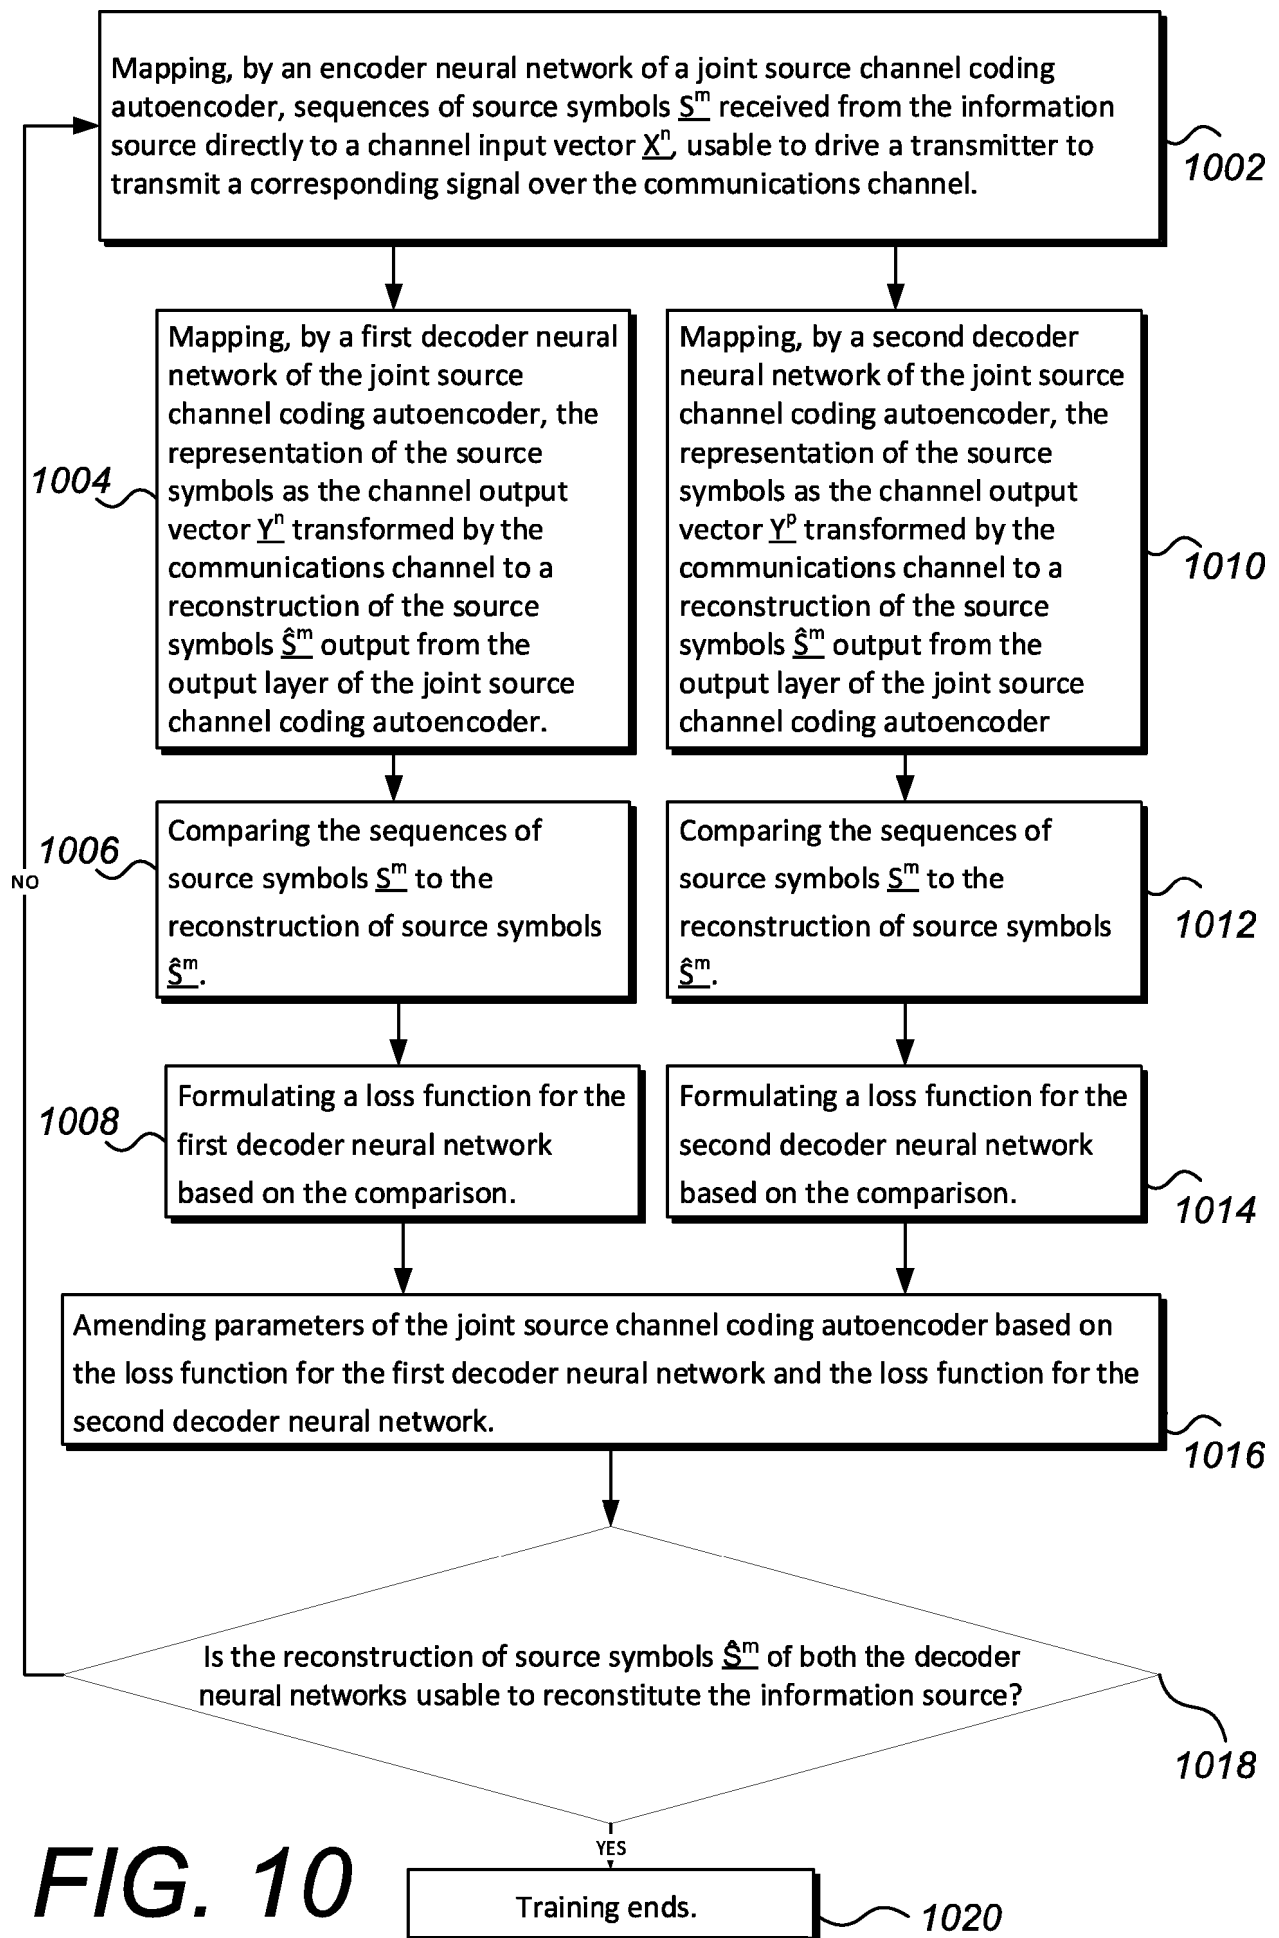 Mapping, by an encoder neural network of a joint source channel coding
autoencoder, sequences of source symbols S^m received from the information
source directly to a channel input vector X^n, usable to drive a transmitter to
transmit a corresponding signal over the communications channel.
1002
Mapping, by a first decoder neural
network of the joint source
channel coding autoencoder, the
representation of the source
symbols as the channel output
vector Y^n transformed by the
communications channel to a
reconstruction of the source
symbols Ŝ^m output from the
output layer of the joint source
channel coding autoencoder.
1004
Mapping, by a second decoder
neural network of the joint source
channel coding autoencoder, the
representation of the source
symbols as the channel output
vector Y^p transformed by the
communications channel to a
reconstruction of the source
symbols Ŝ^m output from the
output layer of the joint source
channel coding autoencoder
1010
Comparing the sequences of
source symbols S^m to the
reconstruction of source symbols
Ŝ^m.
1006
NO
Comparing the sequences of
source symbols S^m to the
reconstruction of source symbols
Ŝ^m.
1012
Formulating a loss function for the
first decoder neural network
based on the comparison.
1008
Formulating a loss function for the
second decoder neural network
based on the comparison.
1014
Amending parameters of the joint source channel coding autoencoder based on
the loss function for the first decoder neural network and the loss function for the
second decoder neural network.
1016
Is the reconstruction of source symbols Ŝ^m of both the decoder
neural networks usable to reconstitute the information source?
1018
YES
Training ends.
1020
FIG. 10